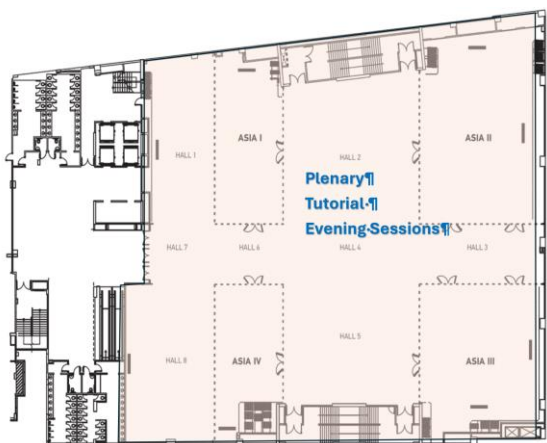 HALL 1
ASIA I
HALL 2
ASIA II
Plenary¶
Tutorial·¶
Evening·Sessions¶
HALL 7
HALL 6
HALL 4
HALL 3
HALL 8
ASIA IV
HALL 5
ASIA III